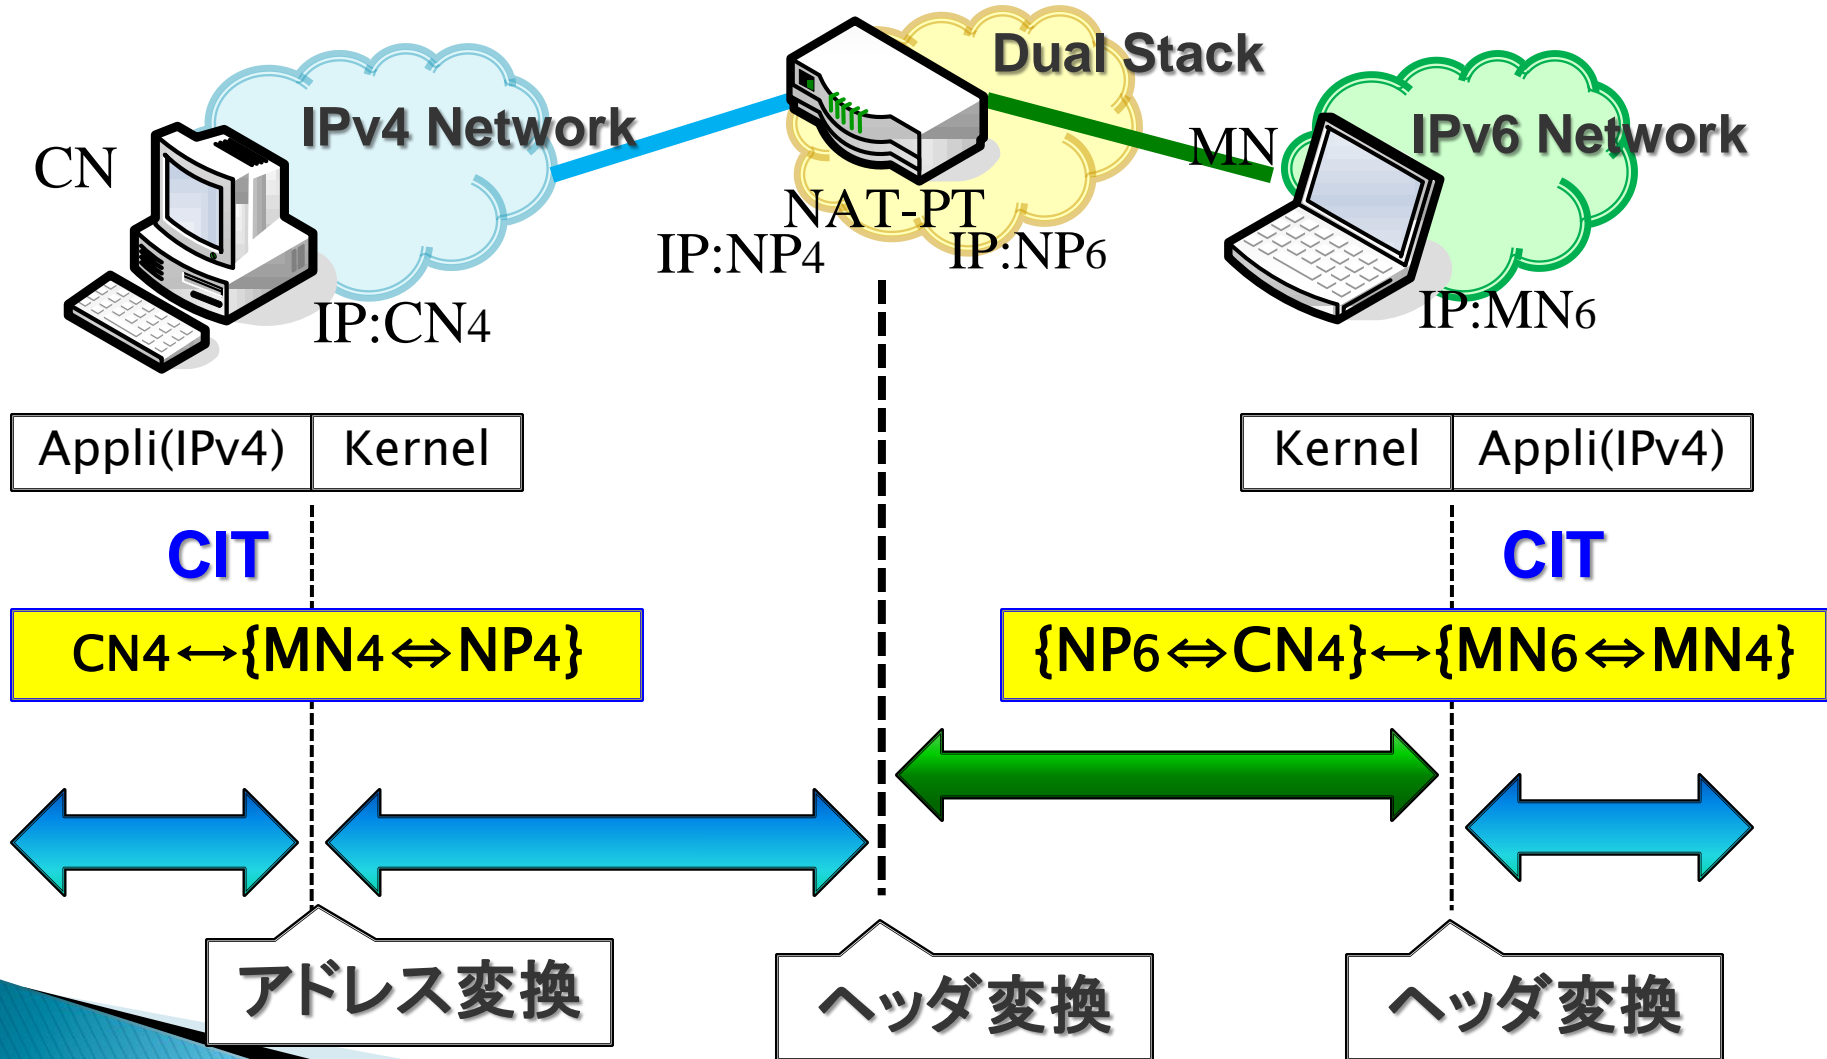 Dual Stack
IPv4 Network
IPv6 Network
CN
MN
NAT-PT
IP:NP4
IP:NP6
IP:CN4
IP:MN6
Appli(IPv4) Kernel
Kernel Appli(IPv4)
CIT
CIT
CN4↔{MN4⇔NP4}
{NP6⇔CN4}↔{MN6⇔MN4}
アドレス変換
ヘッダ変換
ヘッダ変換